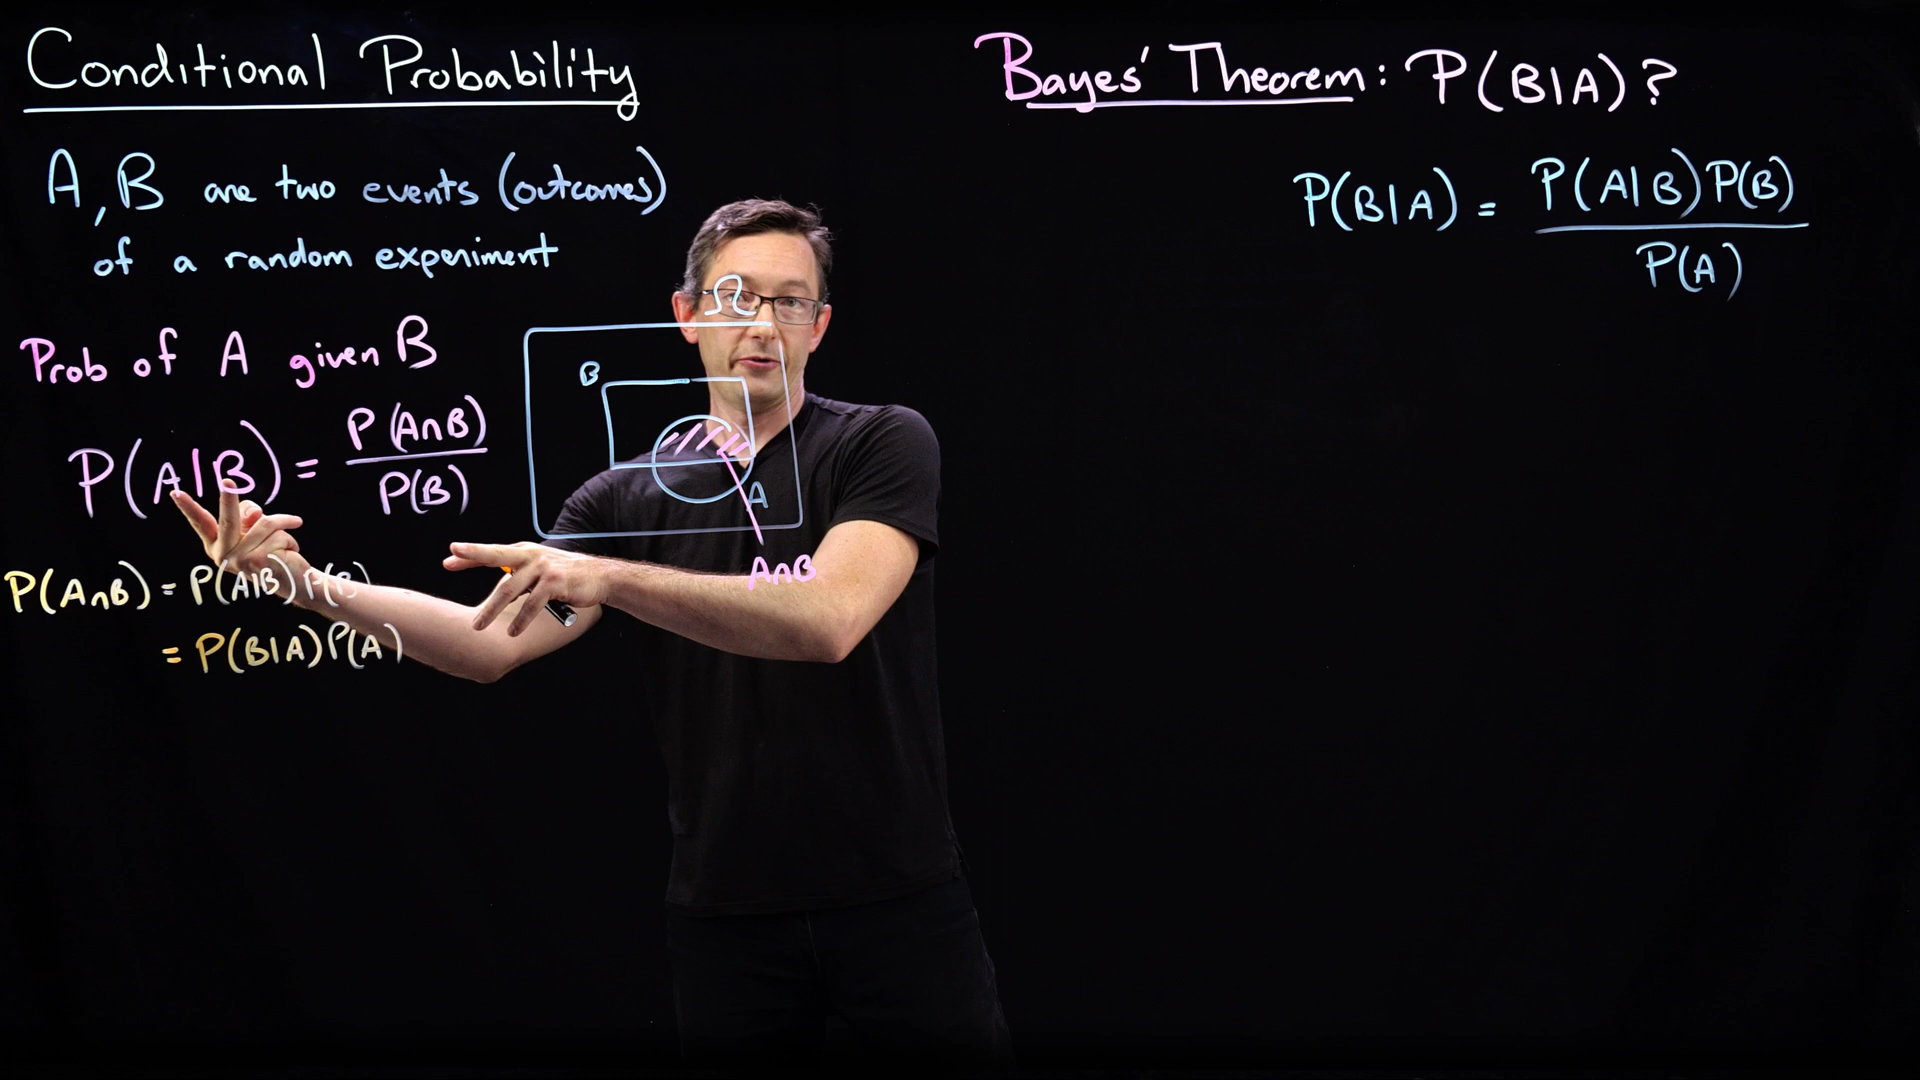 Conditional Probability
A, B are two events (outcomes)
of a random experiment
Prob of A given B
P(A|B) = P(A∩B) / P(B)
P(A∩B) = P(A|B) P(B)
= P(B|A) P(A)
Ω
B
A
A∩B
Bayes' Theorem: P(B|A)?
P(B|A) = P(A|B) P(B) / P(A)